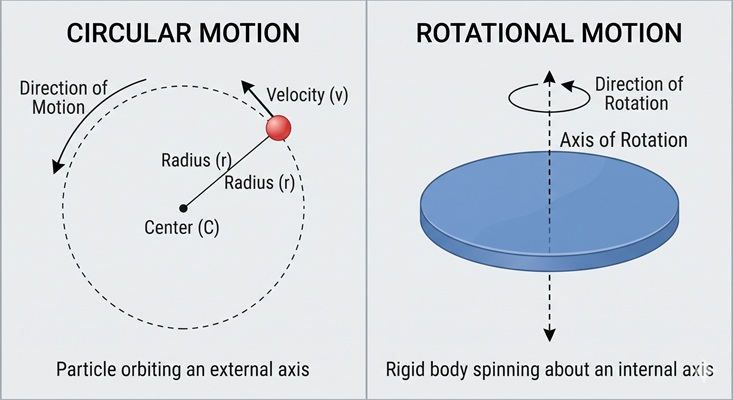 CIRCULAR MOTION
Direction of
Motion
Velocity (v)
Radius (r)
Radius (r)
Center (C)
Particle orbiting an external axis
ROTATIONAL MOTION
Direction of
Rotation
Axis of Rotation
Rigid body spinning about an internal axis